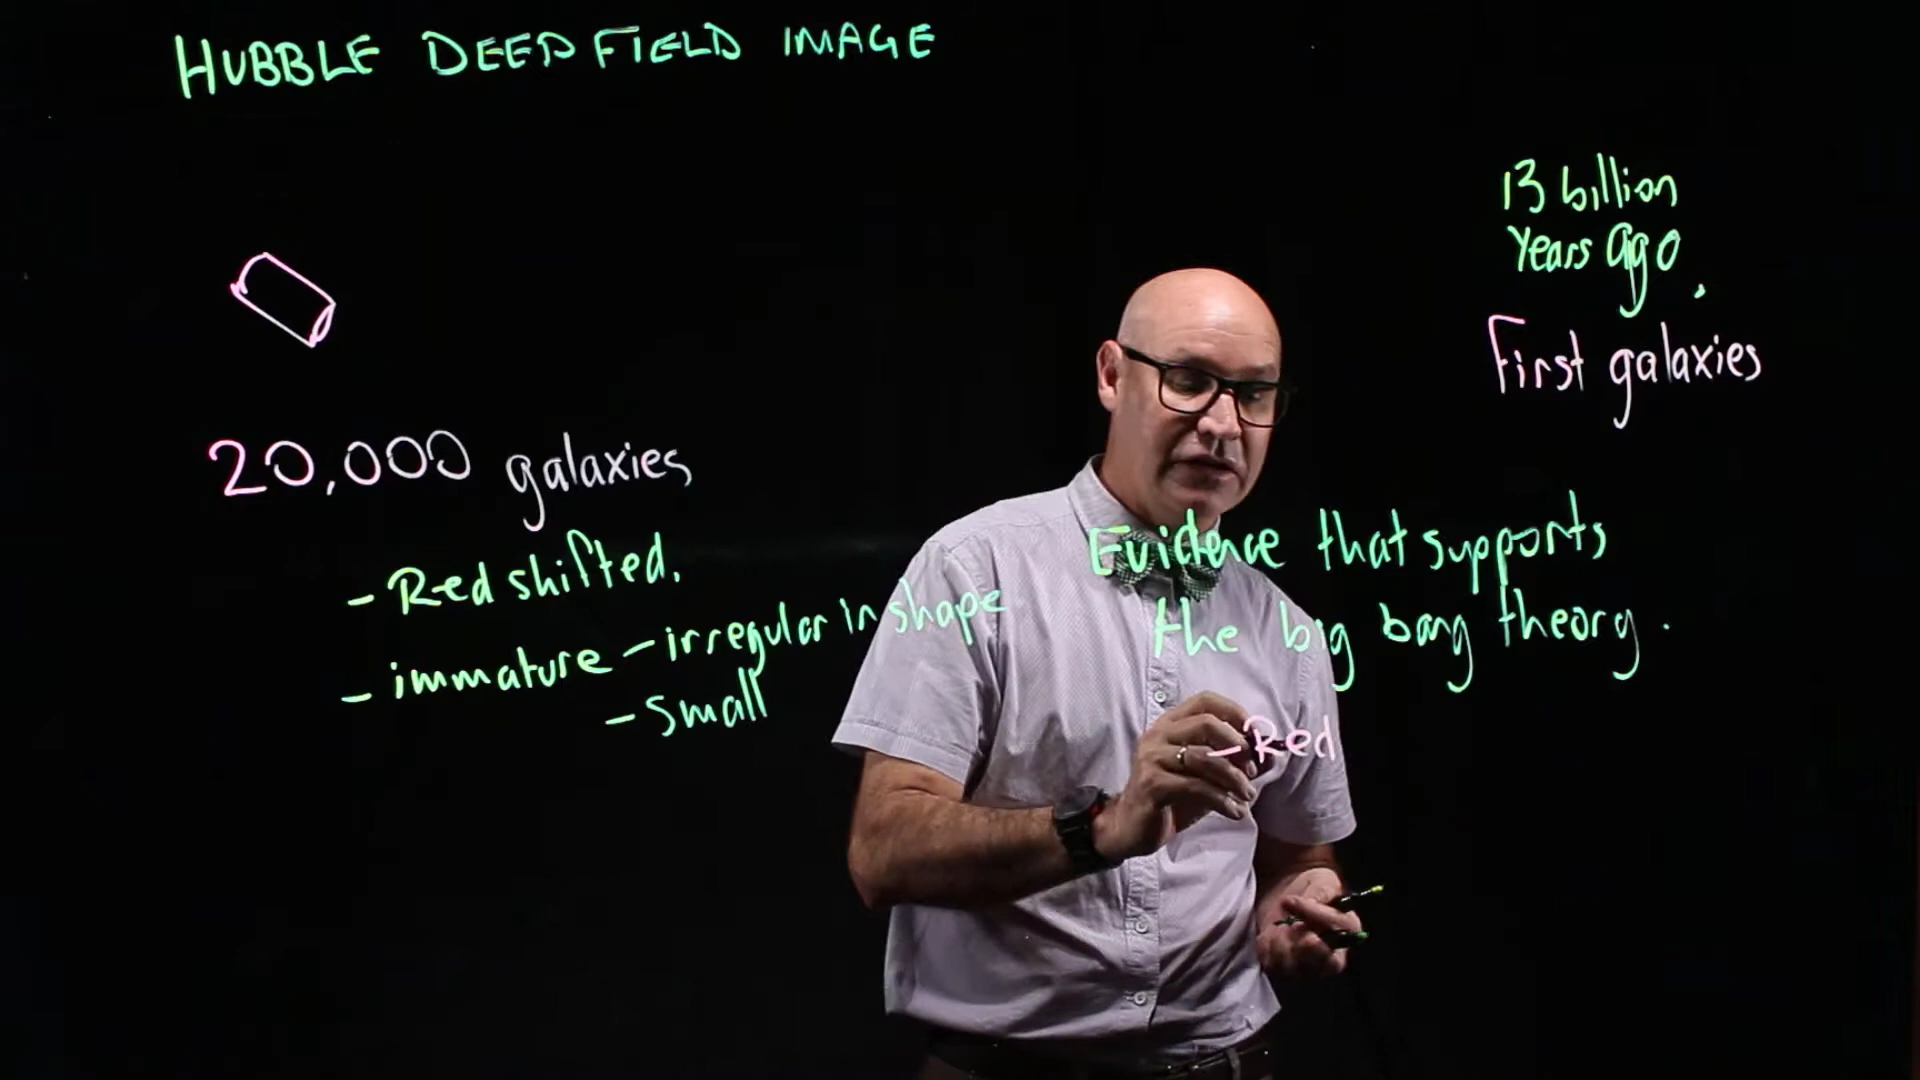 HUBBLE DEEP FIELD IMAGE
13 billion
years ago.
First galaxies
20,000 galaxies
- Red shifted.
- immature - irregular in shape
- Small
Evidence that supports
the big bang theory.
- Red